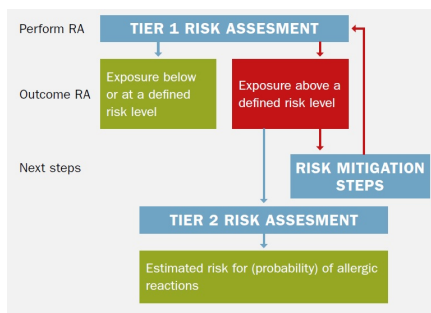 Perform RA
TIER 1 RISK ASSESMENT
Outcome RA
Exposure below
or at a defined
risk level
Exposure above a
defined risk level
Next steps
RISK MITIGATION
STEPS
TIER 2 RISK ASSESMENT
Estimated risk for (probability) of allergic
reactions